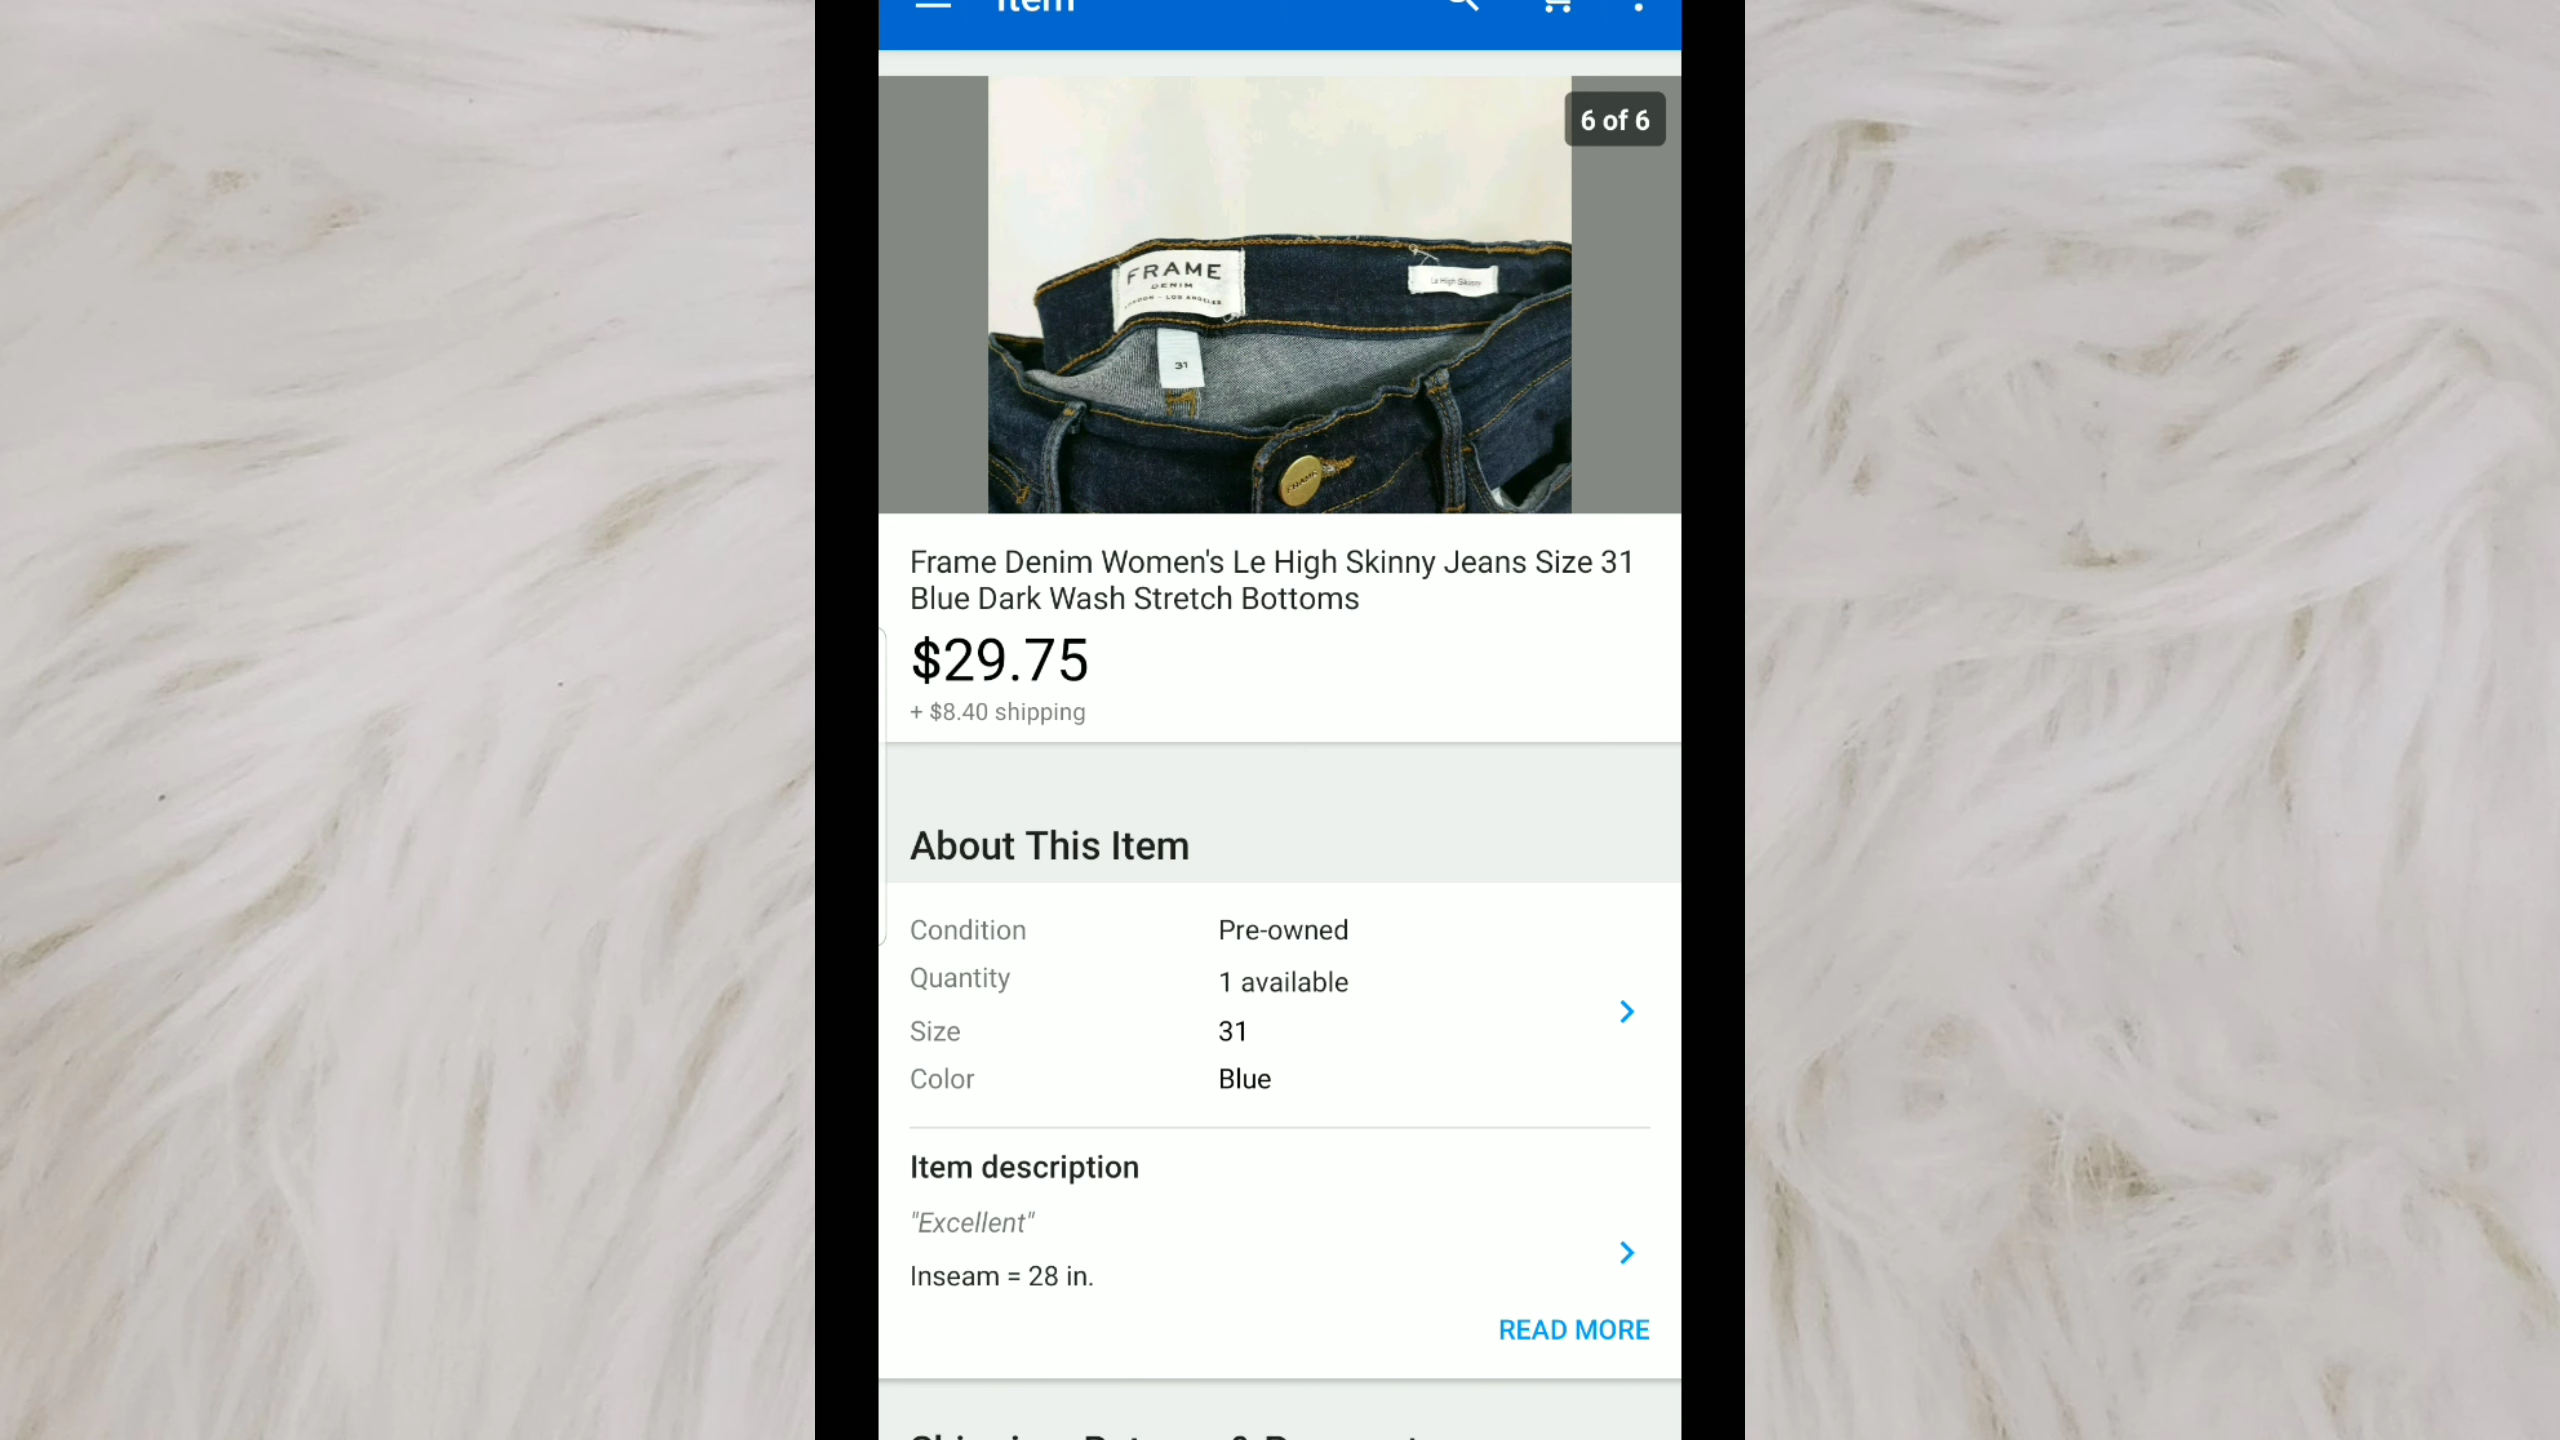 Item
6 of 6
FRAME
DENIM
LONDON - LOS ANGELES
Le High Skinny
31
FRAME
Frame Denim Women's Le High Skinny Jeans Size 31
Blue Dark Wash Stretch Bottoms
$29.75
+ $8.40 shipping
About This Item
Condition Pre-owned
Quantity 1 available
Size 31
Color Blue
Item description
"Excellent"
Inseam = 28 in.
READ MORE